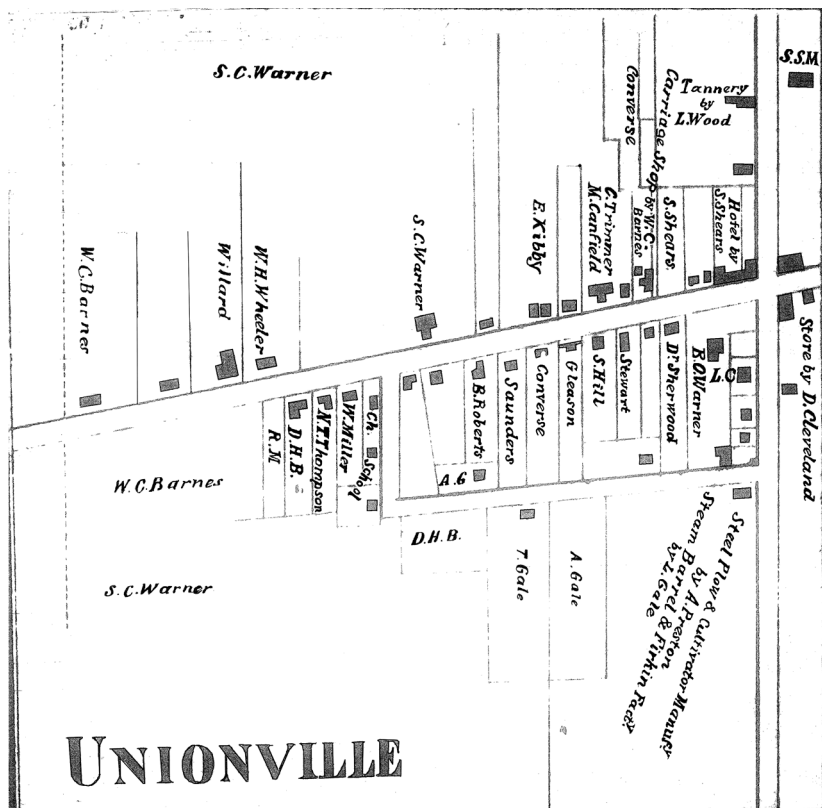 S.C.Warner
S.S.M
Tannery
by
L.Wood
Converse
Carriage Shop by W.C.
Barnes
Hotel by
S.Shears
S.Shears.
C.Trimmer
M.Canfield
E.Kibby
S.C.Warner
W.H.Wheeler
Willard
W.C.Barnes
Store by D.Cleveland
L.C
B.O.Warner
Dr Sherwood
Stewart
S.Hill
Gleason
Converse
Saunders
B.Roberts
A.G
Ch.
School
W.Miller
N.T.Thompson
D.H.B.
R.M
W.C.Barnes
D.H.B.
T.Gale
A.Gale
Steel Plow & Cultivator Manufy.
by A.Preston
Steam Barrel & Firkin Facty.
by L.Gale
S.C.Warner
UNIONVILLE